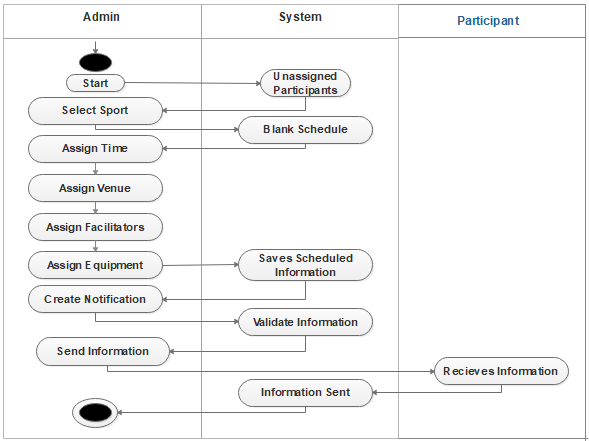 Admin
System
Participant
Start
Unassigned
Participants
Select Sport
Blank Schedule
Assign Time
Assign Venue
Assign Facilitators
Assign Equipment
Saves Scheduled
Information
Create Notification
Validate Information
Send Information
Recieves Information
Information Sent